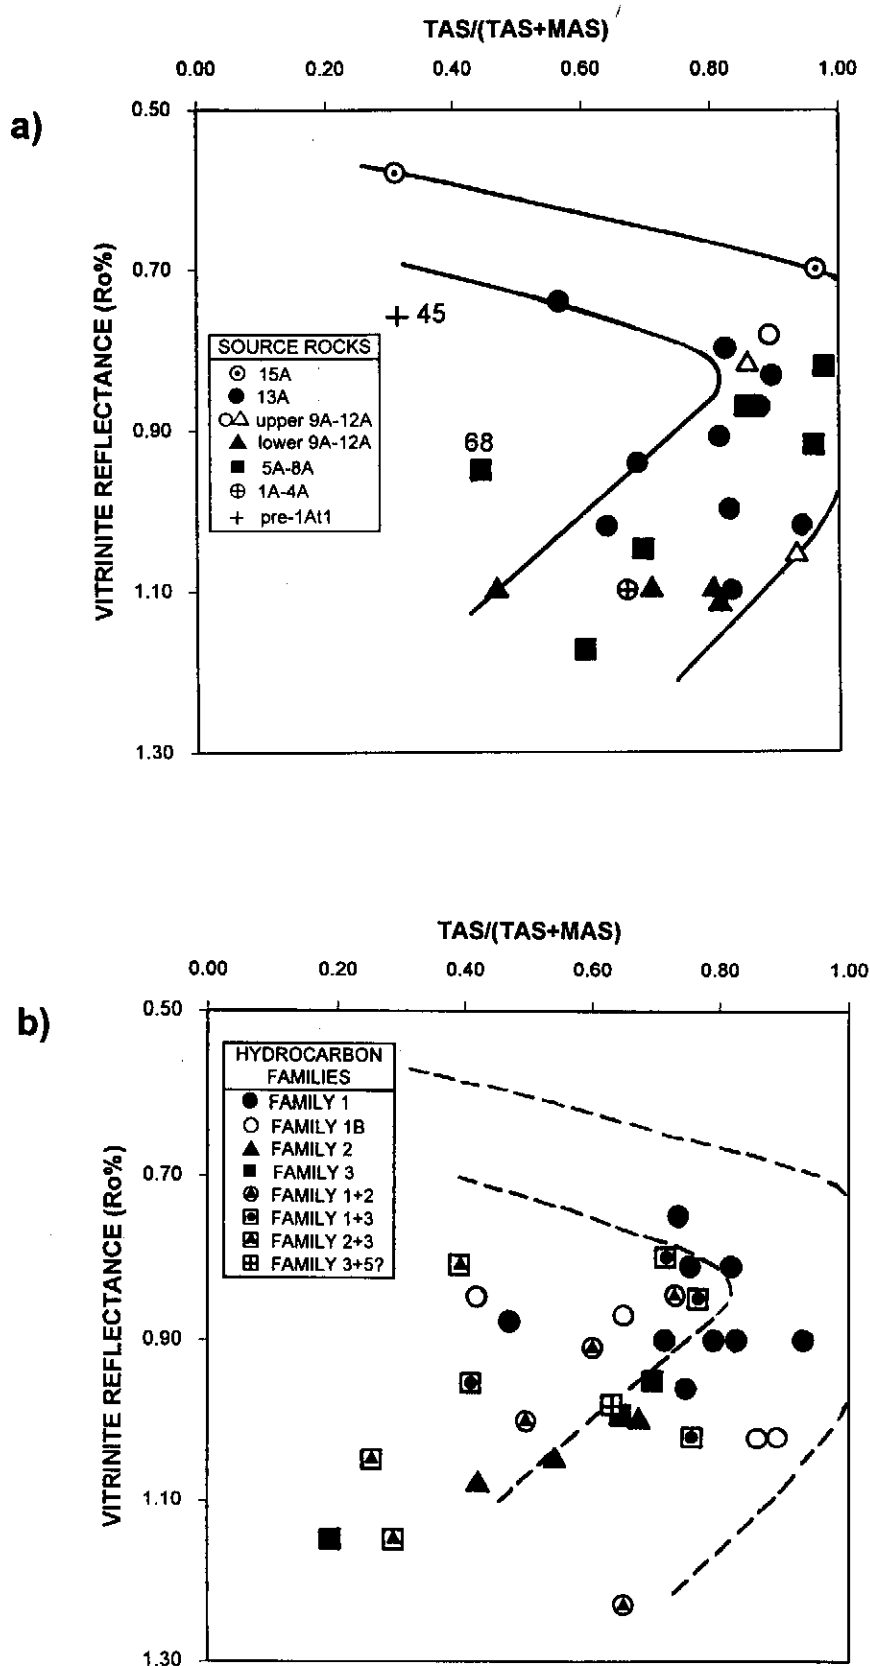 TAS/(TAS+MAS)
0.00 0.20 0.40 0.60 0.80 1.00
a)
0.50
0.70
0.90
1.10
1.30
VITRINITE REFLECTANCE (Ro%)
45
68
SOURCE ROCKS
15A
13A
upper 9A-12A
lower 9A-12A
5A-8A
1A-4A
pre-1At1
TAS/(TAS+MAS)
0.00 0.20 0.40 0.60 0.80 1.00
b)
0.50
0.70
0.90
1.10
1.30
VITRINITE REFLECTANCE (Ro%)
HYDROCARBON
FAMILIES
FAMILY 1
FAMILY 1B
FAMILY 2
FAMILY 3
FAMILY 1+2
FAMILY 1+3
FAMILY 2+3
FAMILY 3+5?